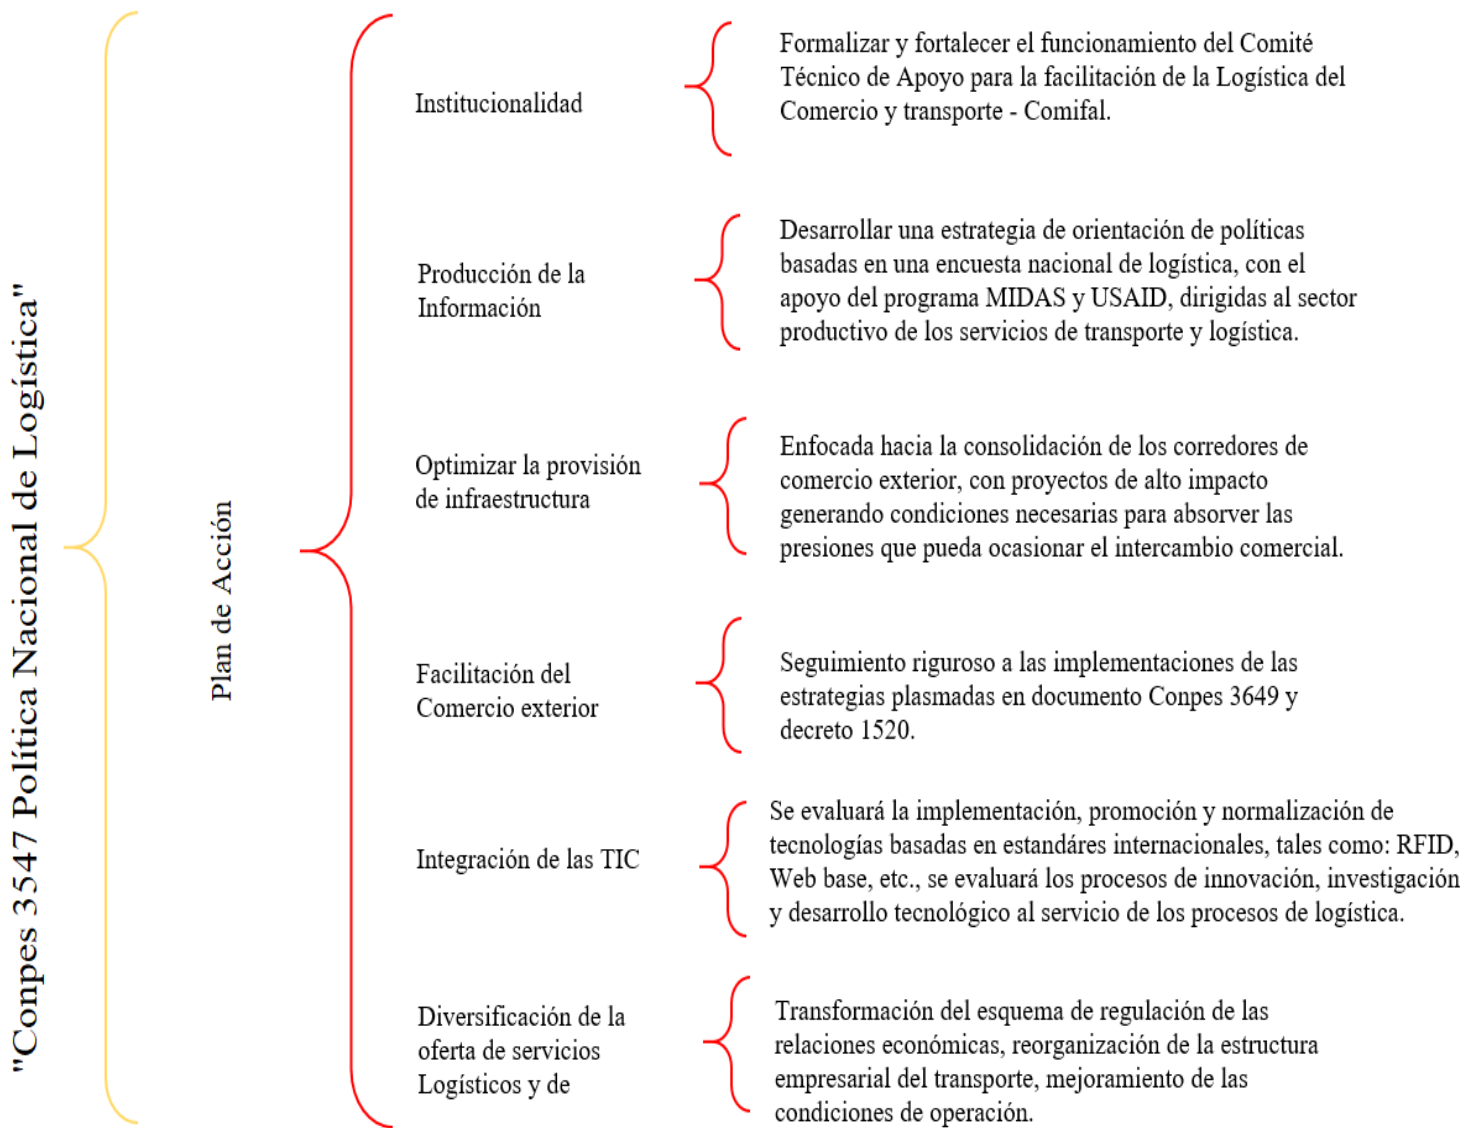 "Conpes 3547 Política Nacional de Logística"
Plan de Acción
Institucionalidad
Formalizar y fortalecer el funcionamiento del Comité
Técnico de Apoyo para la facilitación de la Logística del
Comercio y transporte - Comifal.
Producción de la
Información
Desarrollar una estrategia de orientación de políticas
basadas en una encuesta nacional de logística, con el
apoyo del programa MIDAS y USAID, dirigidas al sector
productivo de los servicios de transporte y logística.
Optimizar la provisión
de infraestructura
Enfocada hacia la consolidación de los corredores de
comercio exterior, con proyectos de alto impacto
generando condiciones necesarias para absorver las
presiones que pueda ocasionar el intercambio comercial.
Facilitación del
Comercio exterior
Seguimiento riguroso a las implementaciones de las
estrategias plasmadas en documento Conpes 3649 y
decreto 1520.
Integración de las TIC
Se evaluará la implementación, promoción y normalización de
tecnologías basadas en estandáres internacionales, tales como: RFID,
Web base, etc., se evaluará los procesos de innovación, investigación
y desarrollo tecnológico al servicio de los procesos de logística.
Diversificación de la
oferta de servicios
Logísticos y de
Transformación del esquema de regulación de las
relaciones económicas, reorganización de la estructura
empresarial del transporte, mejoramiento de las
condiciones de operación.